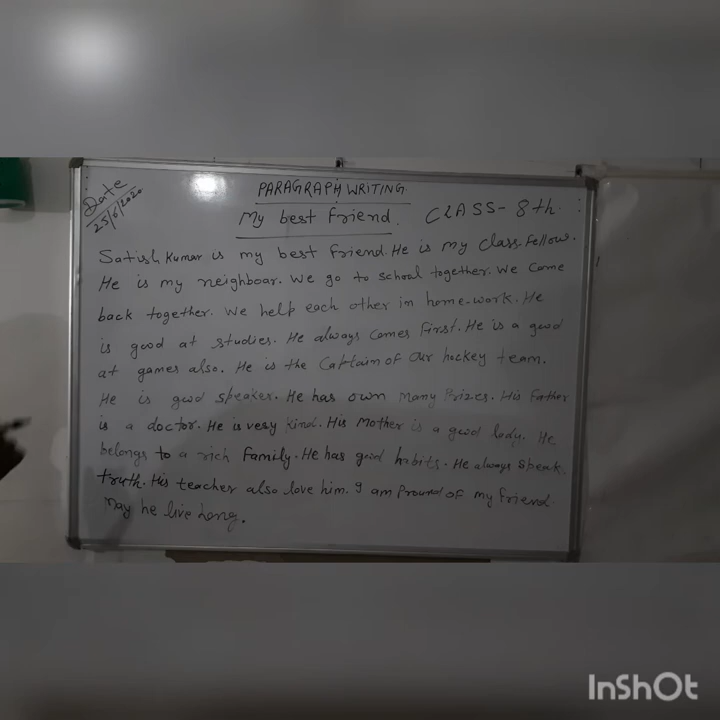 Date
25/6/2020
PARAGRAPH WRITING
My best friend. CLASS- 8th.
Satish Kumar is my best friend. He is my class-fellow.
He is my neighboar. We go to school together. We come
back together. We help each other in home-work. He
is good at studies. He always comes first. He is a good
at games also. He is the Captain of our hockey team.
He is good speaker. He has own many Prizes. His Father
is a doctor. He is very kind. His Mother is a good lady. He
belongs to a rich family. He has good habits. He always speak
truth. His teacher also love him. I am Pround of my friend
May he live long.
InShOt